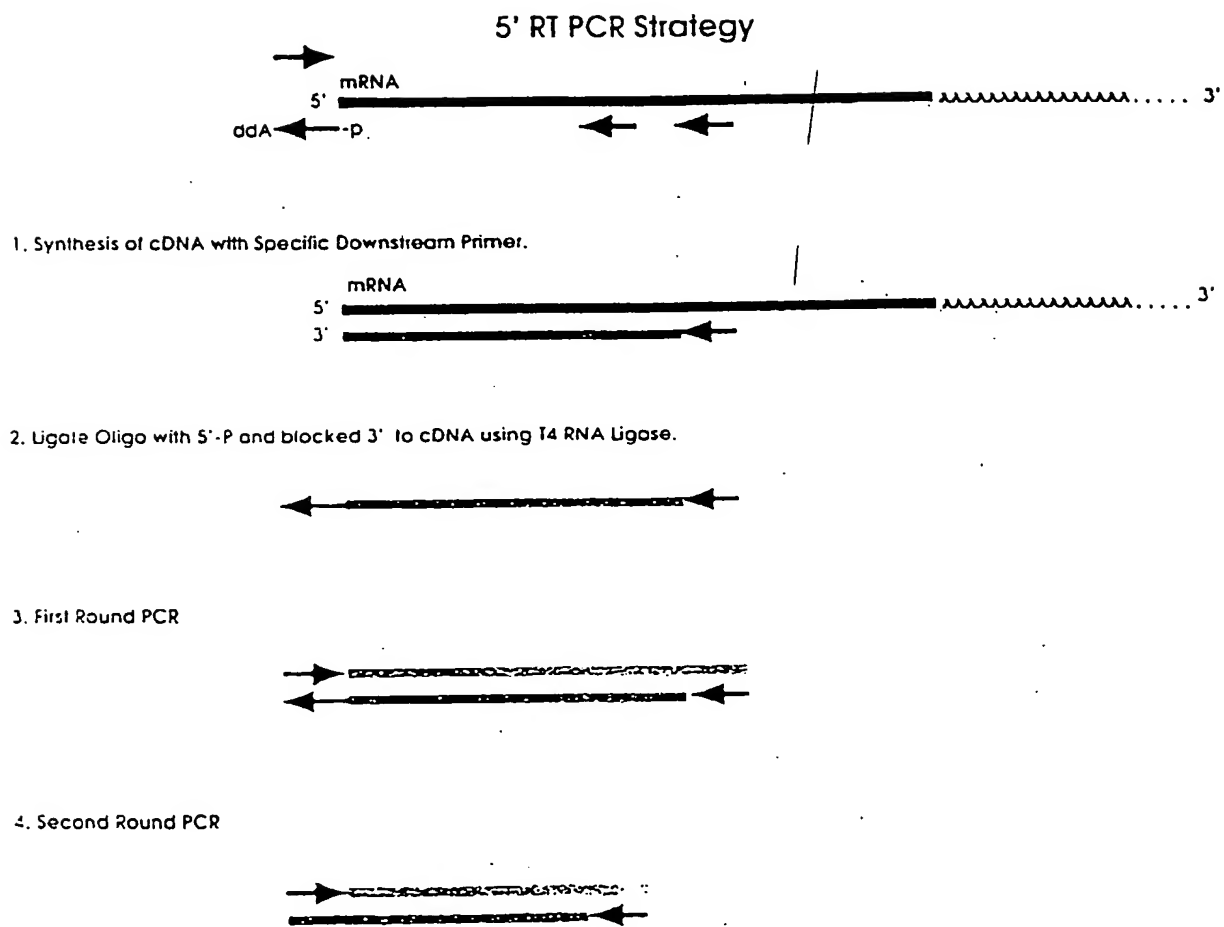 5' RT PCR Strategy
mRNA
5' 3'
ddA -p.
1. Synthesis of cDNA with Specific Downstream Primer.
mRNA
5' 3'
3'
2. Ligate Oligo with 5'-P and blocked 3' to cDNA using T4 RNA Ligase.
3. First Round PCR
4. Second Round PCR